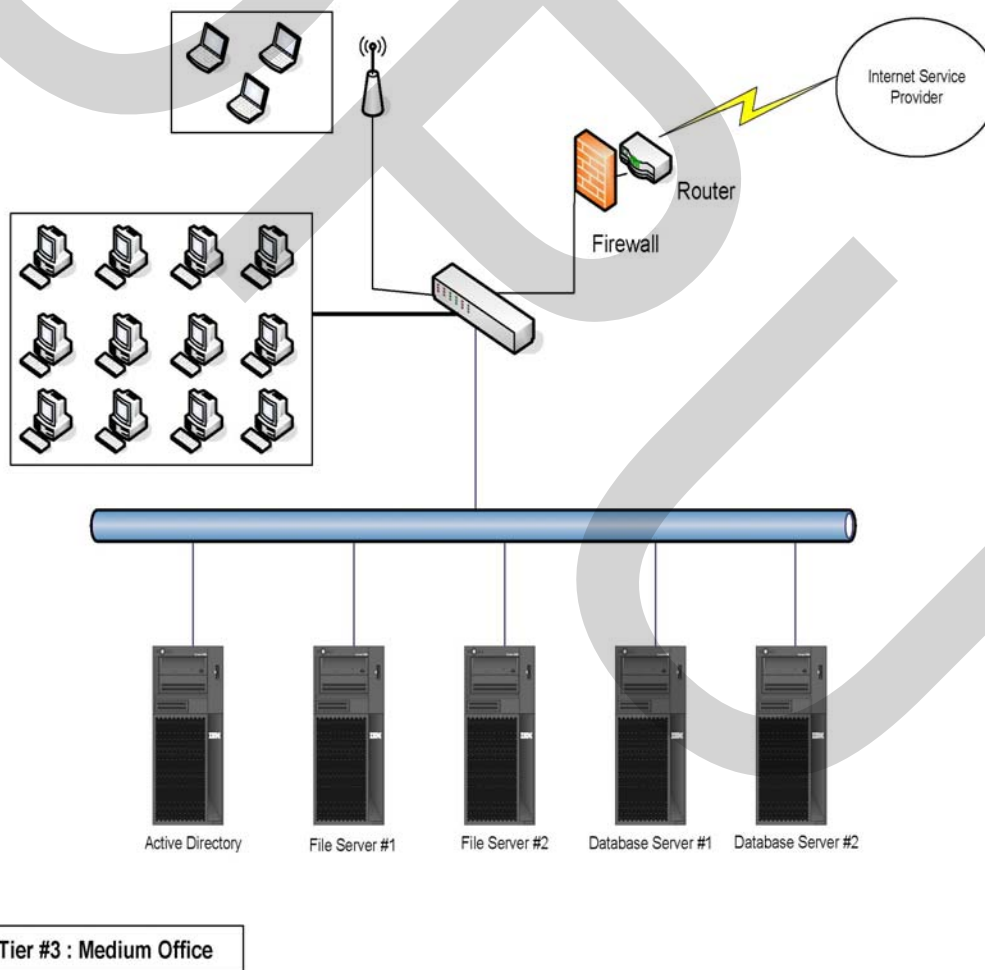 Internet Service
Provider
Router
Firewall
Active Directory
File Server #1
File Server #2
Database Server #1
Database Server #2
Tier #3 : Medium Office